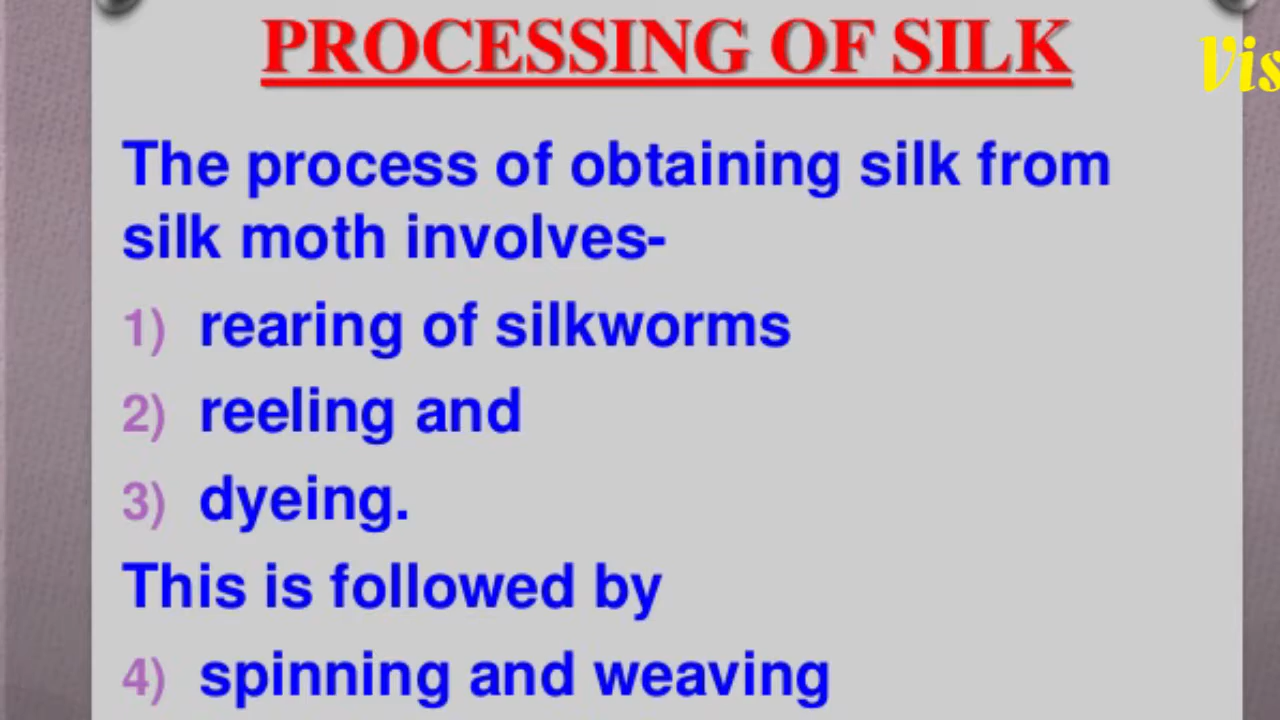 PROCESSING OF SILK
The process of obtaining silk from
silk moth involves-
1) rearing of silkworms
2) reeling and
3) dyeing.
This is followed by
4) spinning and weaving